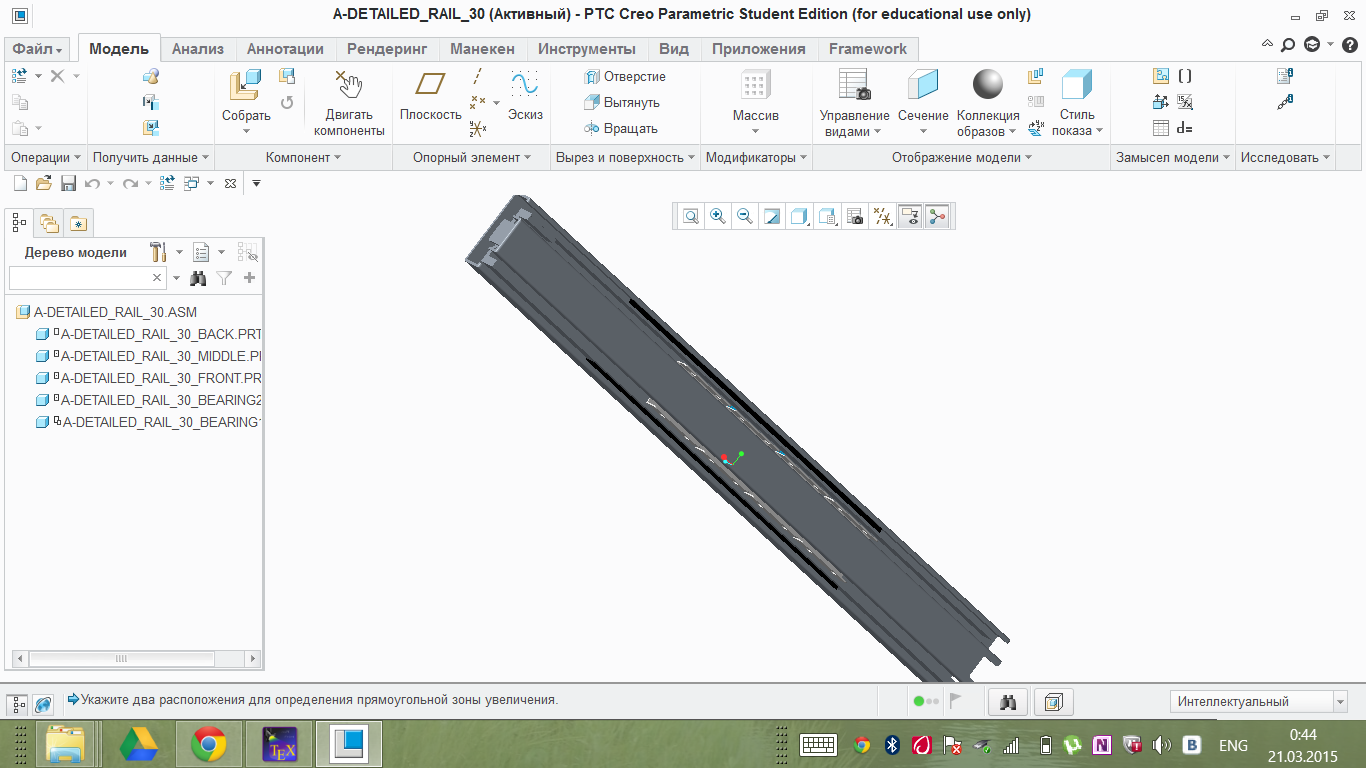 A-DETAILED_RAIL_30 (Активный) - PTC Creo Parametric Student Edition (for educational use only)
Файл Модель Анализ Аннотации Рендеринг Манекен Инструменты Вид Приложения Framework
Собрать
Двигать компоненты
Плоскость
Эскиз
Отверстие
Вытянуть
Вращать
Массив
Управление видами
Сечение
Коллекция образов
Стиль показа
d=
Операции Получить данные Компонент Опорный элемент Вырез и поверхность Модификаторы Отображение модели Замысел модели Исследовать
Дерево модели
A-DETAILED_RAIL_30.ASM
A-DETAILED_RAIL_30_BACK.PRT
A-DETAILED_RAIL_30_MIDDLE.PI
A-DETAILED_RAIL_30_FRONT.PR
A-DETAILED_RAIL_30_BEARING2
A-DETAILED_RAIL_30_BEARING1
Укажите два расположения для определения прямоугольной зоны увеличения.
Интеллектуальный
TEX
N
B
ENG
0:44
21.03.2015